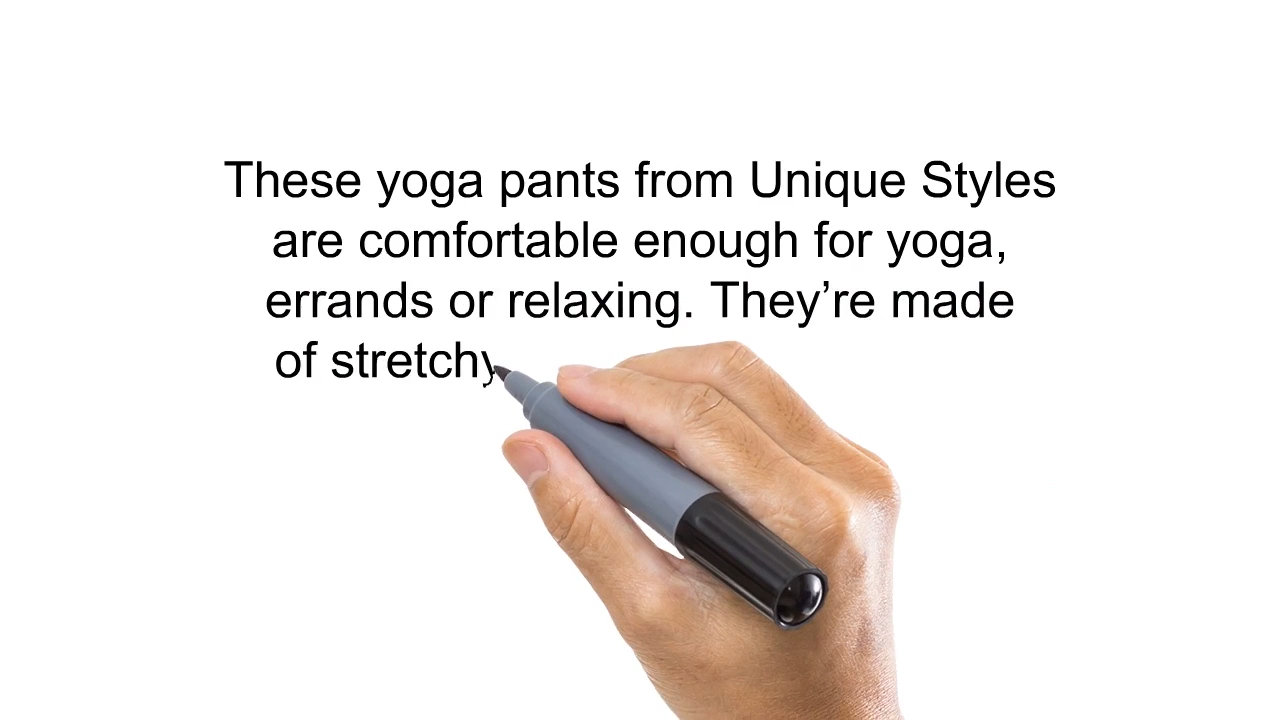 These yoga pants from Unique Styles
are comfortable enough for yoga,
errands or relaxing. They’re made
of stretchy